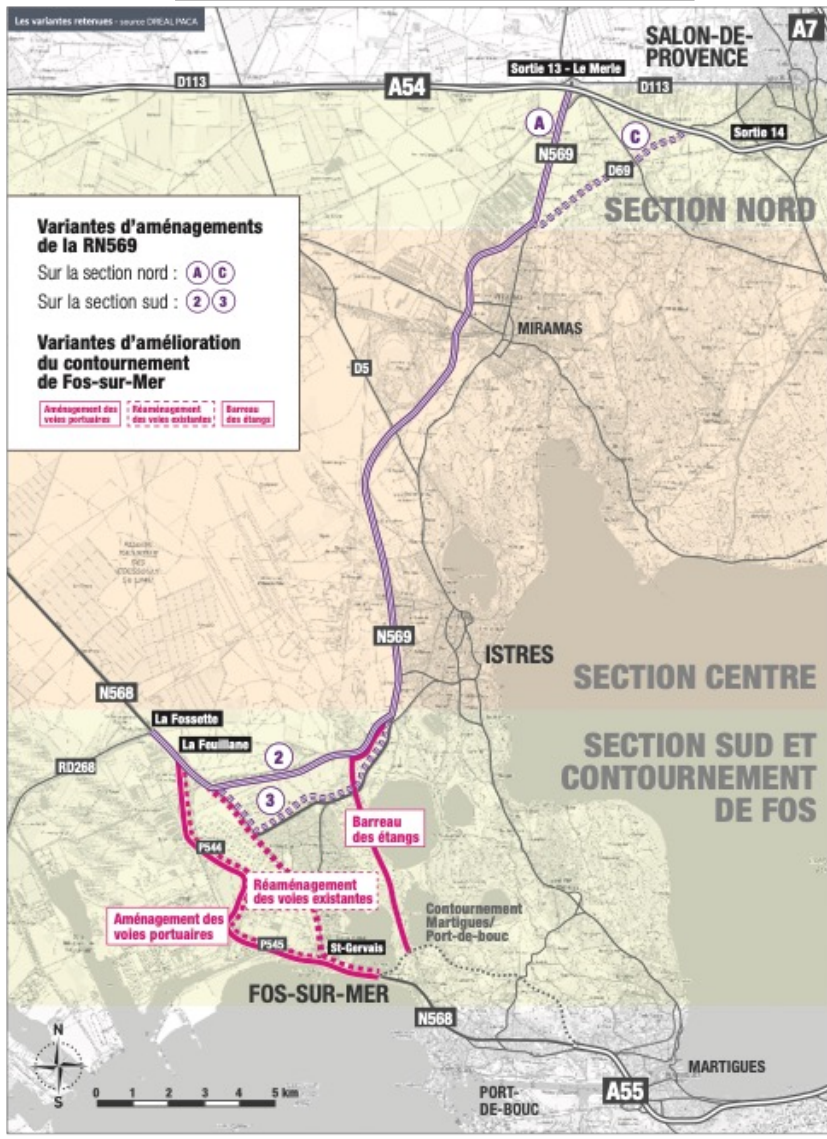 Les variantes retenues - source DREAL PACA
A7
SALON-DE-
PROVENCE
Sortie 13 - Le Merle
D113
A54
D113
Sortie 14
A
C
N569
D69
SECTION NORD
Variantes d'aménagements
de la RN569
Sur la section nord : A C
Sur la section sud : 2 3
Variantes d'amélioration
du contournement
de Fos-sur-Mer
Aménagement des
voies portuaires
Réaménagement
des voies existantes
Barreau
des étangs
MIRAMAS
D5
N569
ISTRES
SECTION CENTRE
N568
La Fossette
La Feuillane
RD268
2
3
SECTION SUD ET
CONTOURNEMENT
DE FOS
Barreau
des étangs
P544
Réaménagement
des voies existantes
Aménagement des
voies portuaires
Contournement
Martigues/
Port-de-bouc
P545
St-Gervais
FOS-SUR-MER
N568
N
S
0 1 2 3 4 5 km
MARTIGUES
PORT-
DE-BOUC
A55